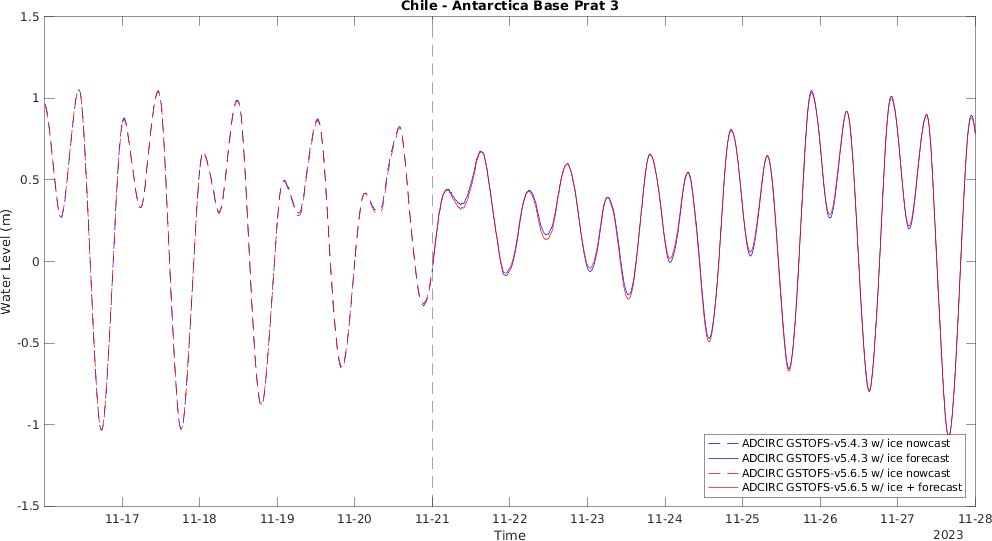 Chile - Antarctica Base Prat 3
1.5
1
0.5
0
-0.5
-1
-1.5
Water Level (m)
ADCIRC GSTOFS-v5.4.3 w/ ice nowcast
ADCIRC GSTOFS-v5.4.3 w/ ice forecast
ADCIRC GSTOFS-v5.6.5 w/ ice nowcast
ADCIRC GSTOFS-v5.6.5 w/ ice + forecast
11-17 11-18 11-19 11-20 11-21 11-22 11-23 11-24 11-25 11-26 11-27 11-28
Time
2023